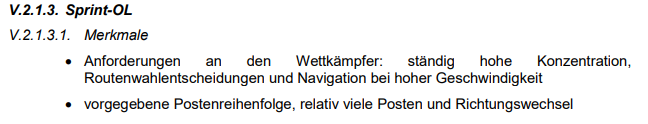 V.2.1.3. Sprint-OL
V.2.1.3.1. Merkmale
• Anforderungen an den Wettkämpfer: ständig hohe Konzentration,
Routenwahlentscheidungen und Navigation bei hoher Geschwindigkeit
• vorgegebene Postenreihenfolge, relativ viele Posten und Richtungswechsel